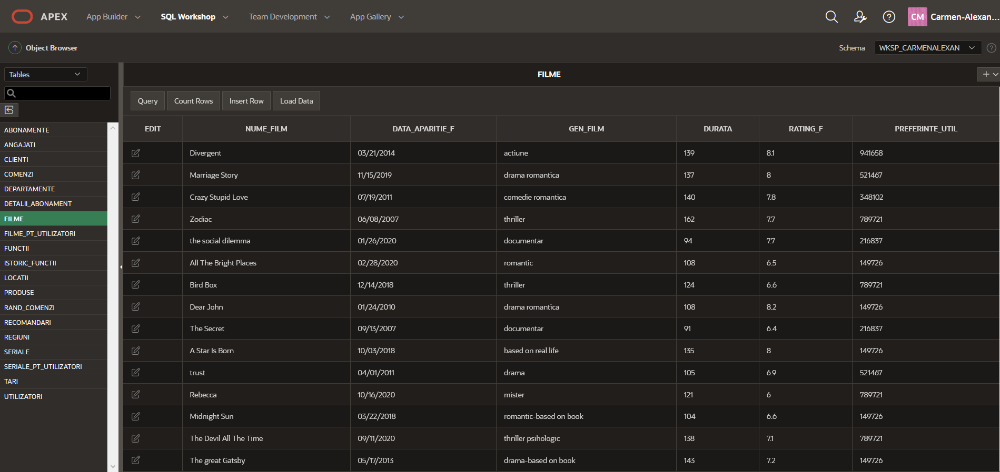 APEX App Builder SQL Workshop Team Development App Gallery CM Carmen-Alexan...
Object Browser Schema WKSP_CARMENALEXAN
Tables FILME
Query Count Rows Insert Row Load Data
ABONAMENTE
ANGAJATI
CLIENTI
COMENZI
DEPARTAMENTE
DETALII_ABONAMENT
FILME
FILME_PT_UTILIZATORI
FUNCTII
ISTORIC_FUNCTII
LOCATII
PRODUSE
RAND_COMENZI
RECOMANDARI
REGIUNI
SERIALE
SERIALE_PT_UTILIZATORI
TARI
UTILIZATORI
EDIT NUME_FILM DATA_APARITIE_F GEN_FILM DURATA RATING_F PREFERINTE_UTIL
Divergent 03/21/2014 actiune 139 8.1 941658
Marriage Story 11/15/2019 drama romantica 137 8 521467
Crazy Stupid Love 07/19/2011 comedie romantica 140 7.8 348102
Zodiac 06/08/2007 thriller 162 7.7 789721
the social dilemma 01/26/2020 documentar 94 7.7 216837
All The Bright Places 02/28/2020 romantic 108 6.5 149726
Bird Box 12/14/2018 thriller 124 6.6 789721
Dear John 01/24/2010 drama romantica 108 8.2 149726
The Secret 09/13/2007 documentar 91 6.4 216837
A Star Is Born 10/03/2018 based on real life 135 8 149726
trust 04/01/2011 drama 105 6.9 521467
Rebecca 10/16/2020 mister 121 6 789721
Midnight Sun 03/22/2018 romantic-based on book 104 6.6 149726
The Devil All The Time 09/11/2020 thriller psihologic 138 7.1 789721
The great Gatsby 05/17/2013 drama-based on book 143 7.2 149726